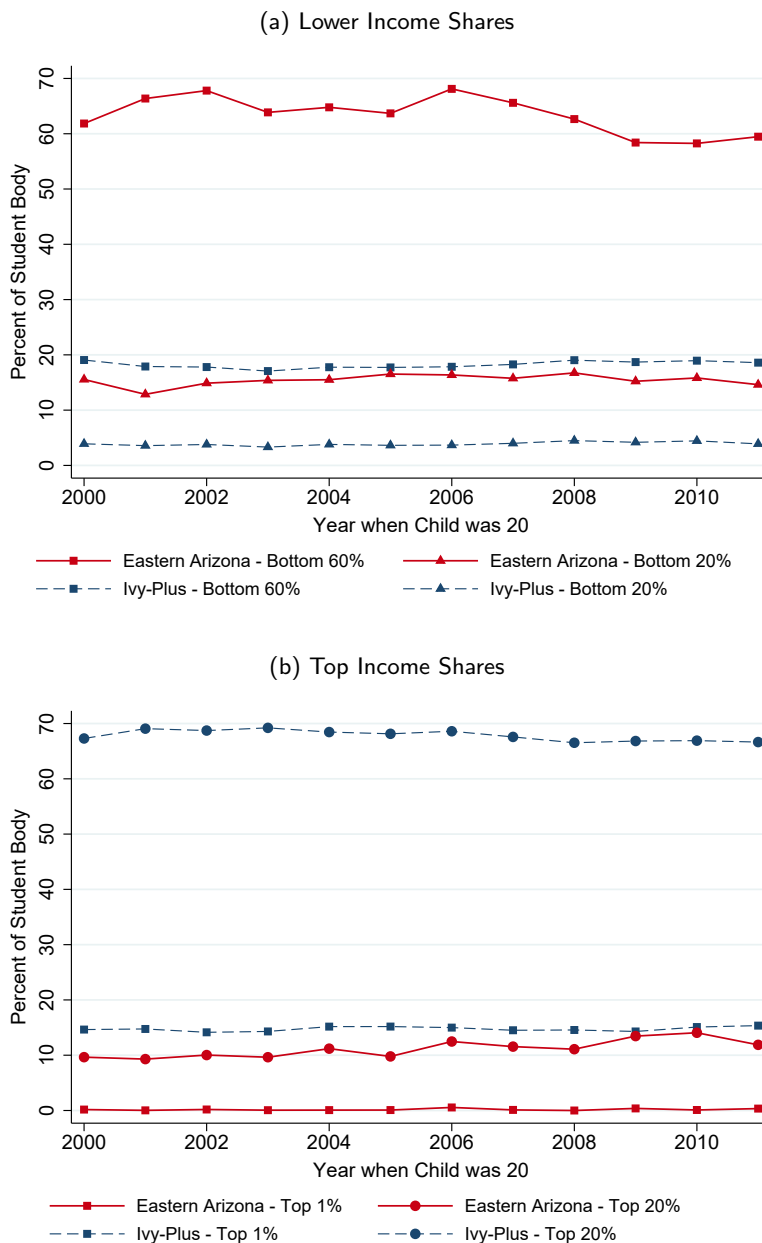 (a) Lower Income Shares
Percent of Student Body
70
60
50
40
30
20
10
0
2000 2002 2004 2006 2008 2010
Year when Child was 20
Eastern Arizona - Bottom 60% Eastern Arizona - Bottom 20%
Ivy-Plus - Bottom 60% Ivy-Plus - Bottom 20%
(b) Top Income Shares
Percent of Student Body
70
60
50
40
30
20
10
0
2000 2002 2004 2006 2008 2010
Year when Child was 20
Eastern Arizona - Top 1% Eastern Arizona - Top 20%
Ivy-Plus - Top 1% Ivy-Plus - Top 20%